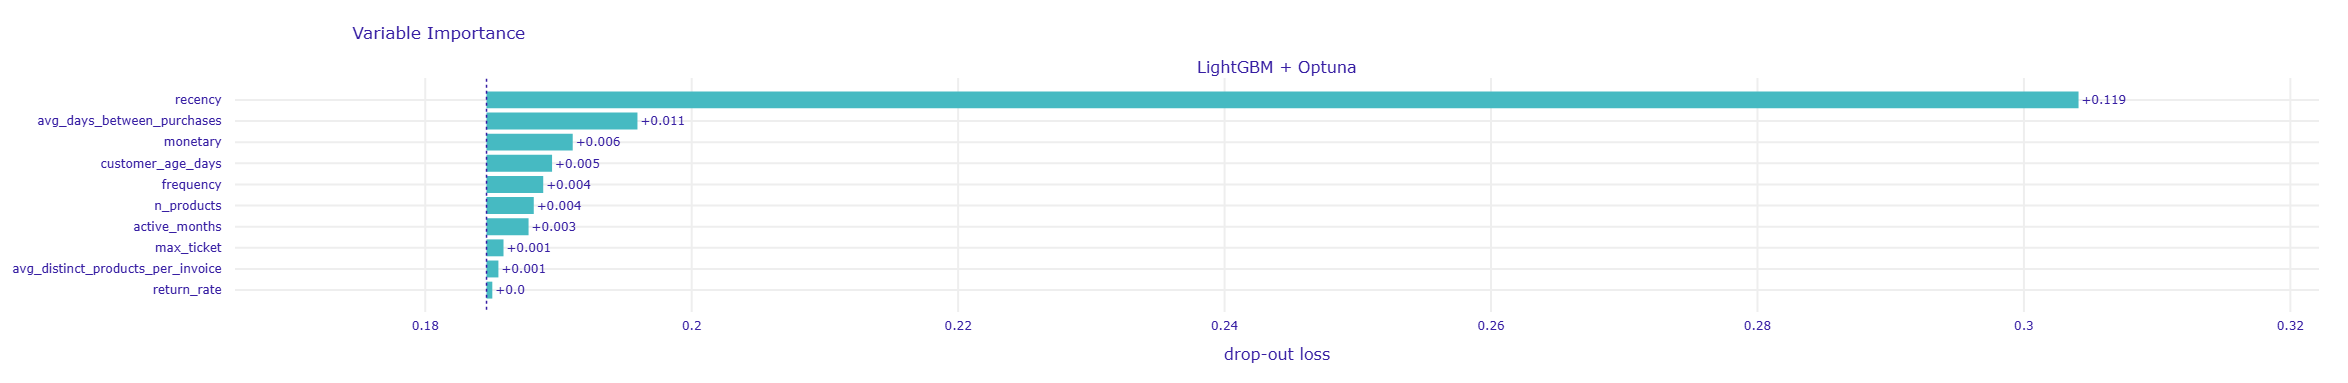 Variable Importance
LightGBM + Optuna
recency +0.119
avg_days_between_purchases +0.011
monetary +0.006
customer_age_days +0.005
frequency +0.004
n_products +0.004
active_months +0.003
max_ticket +0.001
avg_distinct_products_per_invoice +0.001
return_rate +0.0
0.18 0.2 0.22 0.24 0.26 0.28 0.3 0.32
drop-out loss